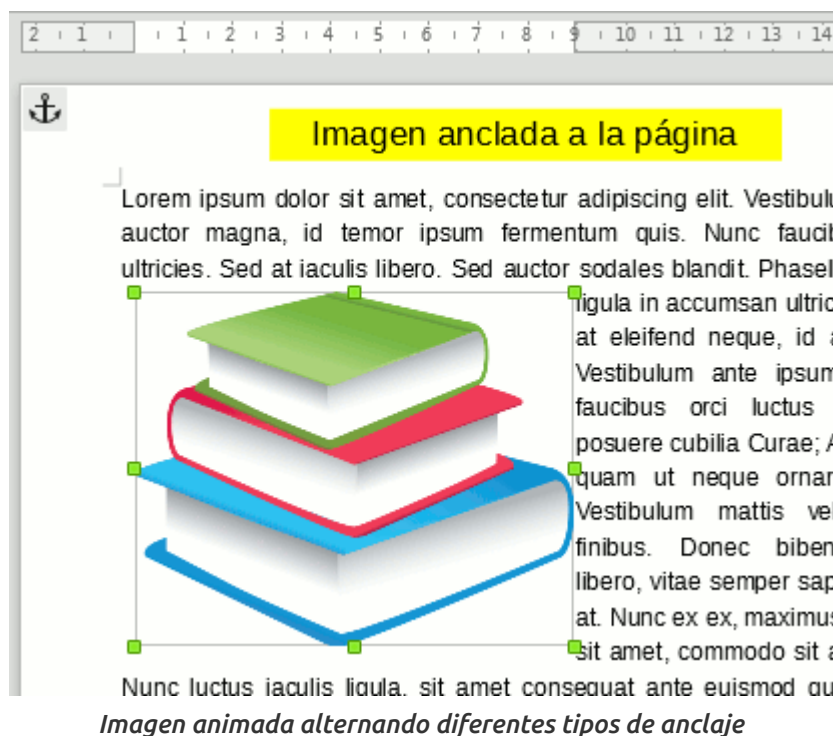 2 1 1 2 3 4 5 6 7 8 9 10 11 12 13 14
Imagen anclada a la página
Lorem ipsum dolor sit amet, consectetur adipiscing elit. Vestibulu
auctor magna, id temor ipsum fermentum quis. Nunc faucib
ultricies. Sed at iaculis libero. Sed auctor sodales blandit. Phasel
ligula in accumsan ultric
at eleifend neque, id a
Vestibulum ante ipsum
faucibus orci luctus
posuere cubilia Curae; A
quam ut neque ornar
Vestibulum mattis vel
finibus. Donec biben
libero, vitae semper sap
at. Nunc ex ex, maximus
sit amet, commodo sit a
Nunc luctus iaculis ligula, sit amet consequat ante euismod qu
Imagen animada alternando diferentes tipos de anclaje